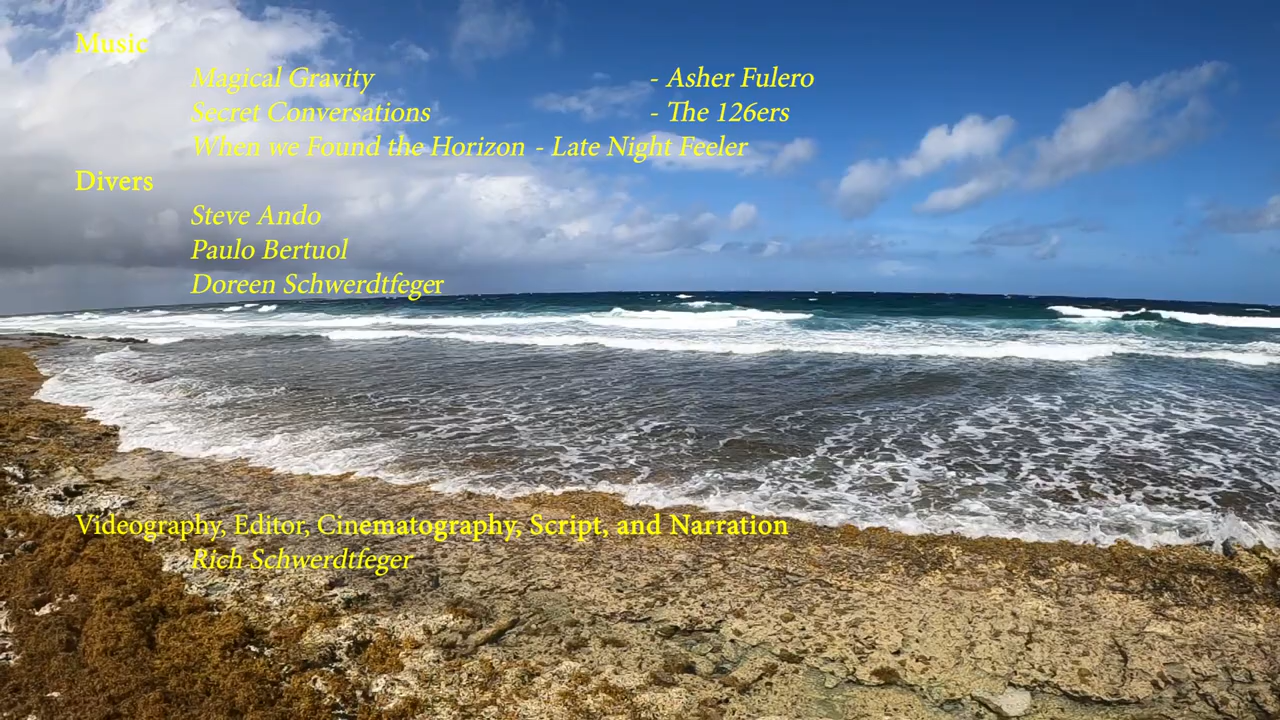 Music
Magical Gravity - Asher Fulero
Secret Conversations - The 126ers
When we Found the Horizon - Late Night Feeler
Divers
Steve Ando
Paulo Bertuol
Doreen Schwerdtfeger
Videography, Editor, Cinematography, Script, and Narration
Rich Schwerdtfeger